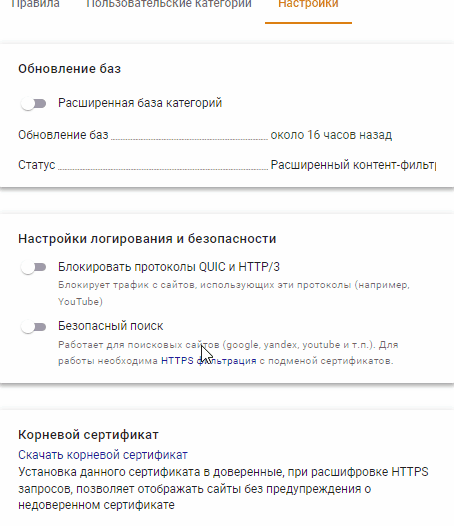 Правила Пользовательские категории Настройки
Обновление баз
Расширенная база категорий
Обновление баз около 16 часов назад
Статус Расширенный
Настройки логирования и безопасности
Блокировать протоколы QUIC и HTTP/3
Блокирует трафик с сайтов, использующих эти протоколы (например,
YouTube)
Безопасный поиск
Работает для поисковых сайтов (google, yandex, youtube и т.п.). Для
работы необходима HTTPS фильтрация с подменой сертификатов.
Корневой сертификат
Скачать корневой сертификат
Установка данного сертификата в доверенные, при расшифровке HTTPS
запросов, позволяет отображать сайты без предупреждения о
недоверенном сертификате